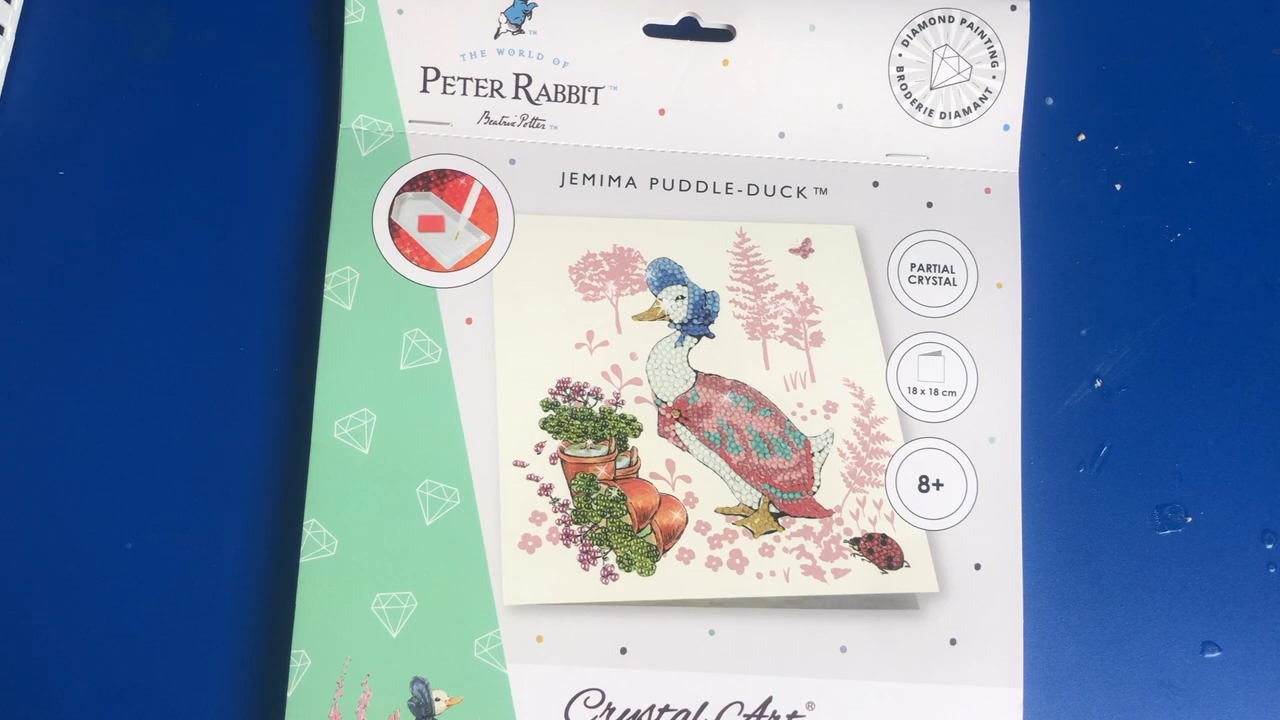 THE WORLD OF
PETER RABBIT™
Beatrix Potter™
DIAMOND PAINTING
BRODERIE DIAMANT
JEMIMA PUDDLE-DUCK™
PARTIAL
CRYSTAL
18 x 18 cm
8+
Crystal Art®